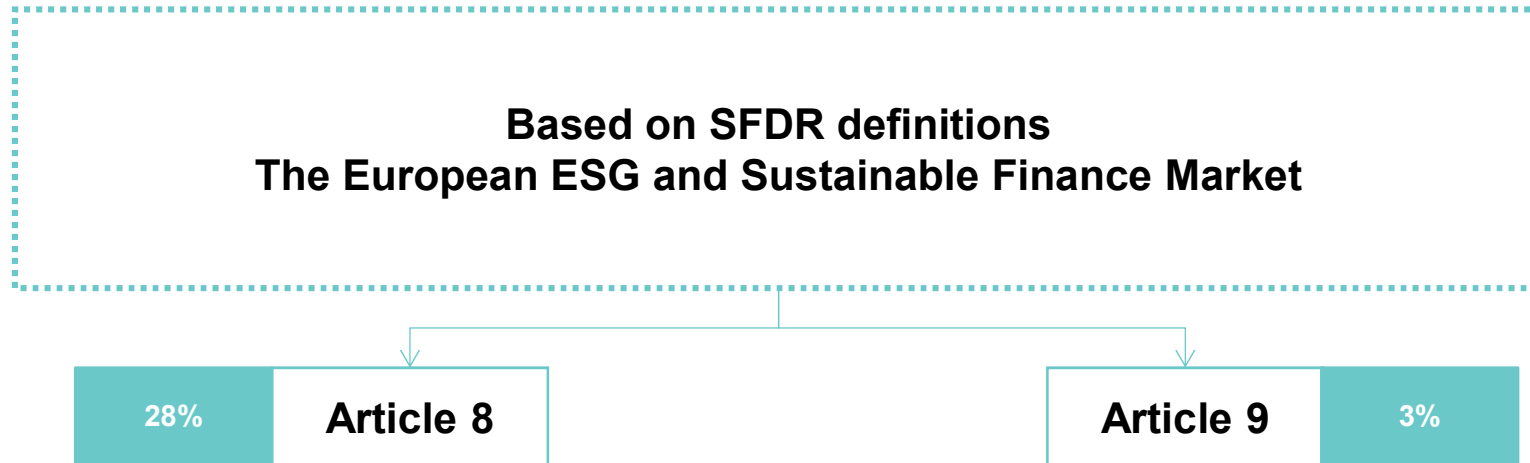 Based on SFDR definitions
The European ESG and Sustainable Finance Market
28%
Article 8
Article 9
3%